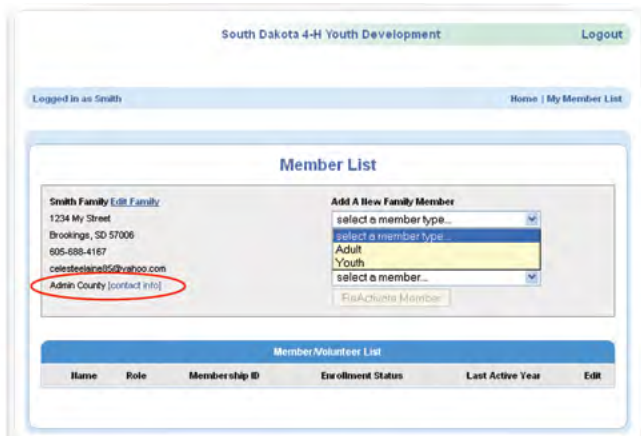 South Dakota 4-H Youth Development
Logout
Logged in as Smith
Home | My Member List
Member List
Smith Family Edit Family
1234 My Street
Brookings, SD 57006
605-688-4167
celesteelaine85@yahoo.com
Admin County [contact info]
Add A New Family Member
select a member type...
select a member type...
Adult
Youth
select a member...
ReActivate Member
Member/Volunteer List
Name Role Membership ID Enrollment Status Last Active Year Edit